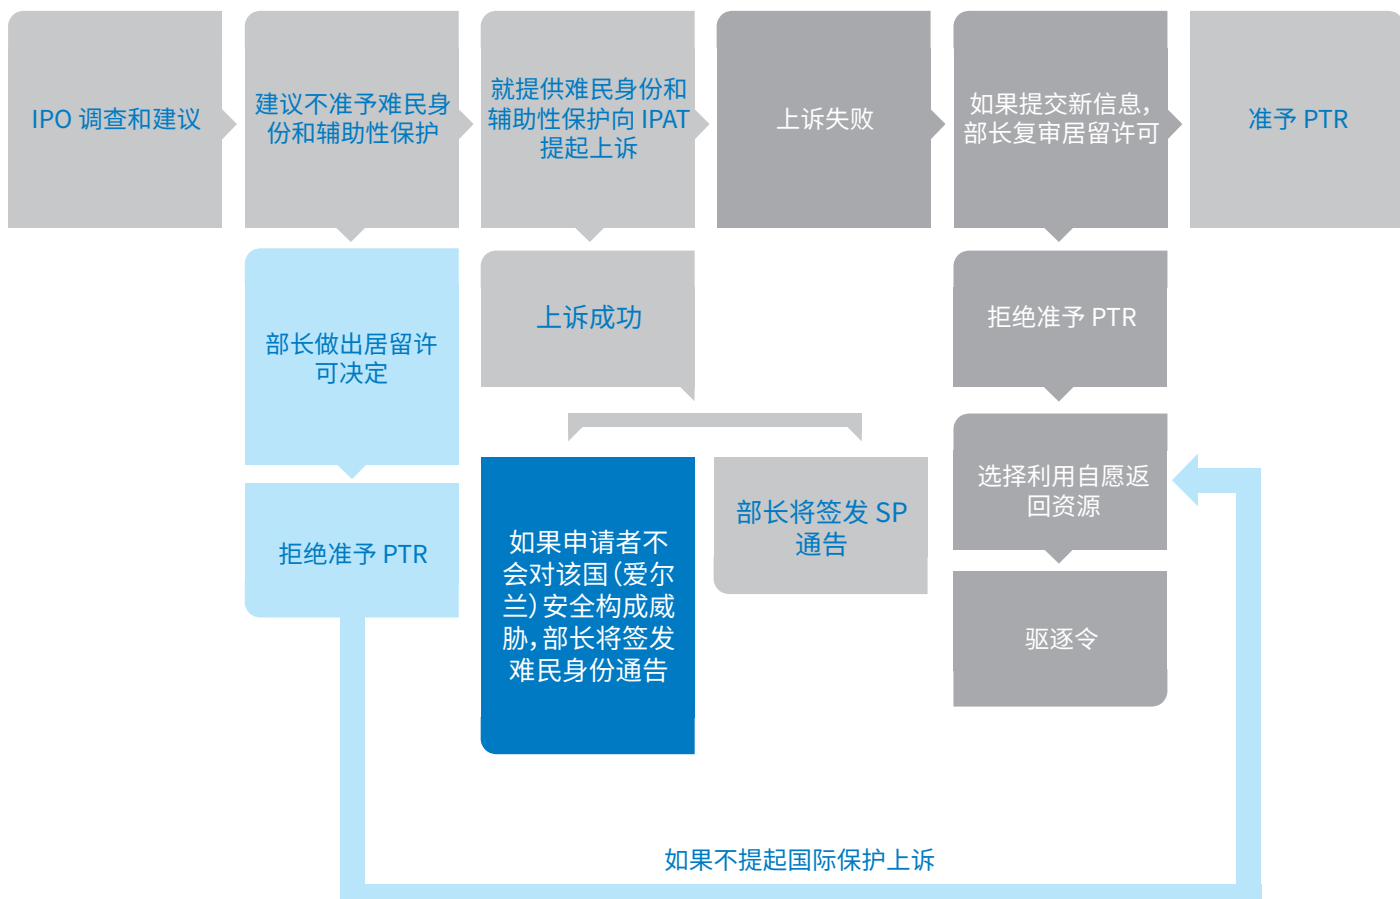 IPO 调查和建议
建议不准予难民身
份和辅助性保护
就提供难民身份和
辅助性保护向 IPAT
提起上诉
上诉失败
如果提交新信息，
部长复审居留许可
准予 PTR
部长做出居留许
可决定
上诉成功
拒绝准予 PTR
拒绝准予 PTR
如果申请者不
会对该国（爱尔
兰）安全构成威
胁，部长将签发
难民身份通告
部长将签发 SP
通告
选择利用自愿返
回资源
驱逐令
如果不提起国际保护上诉